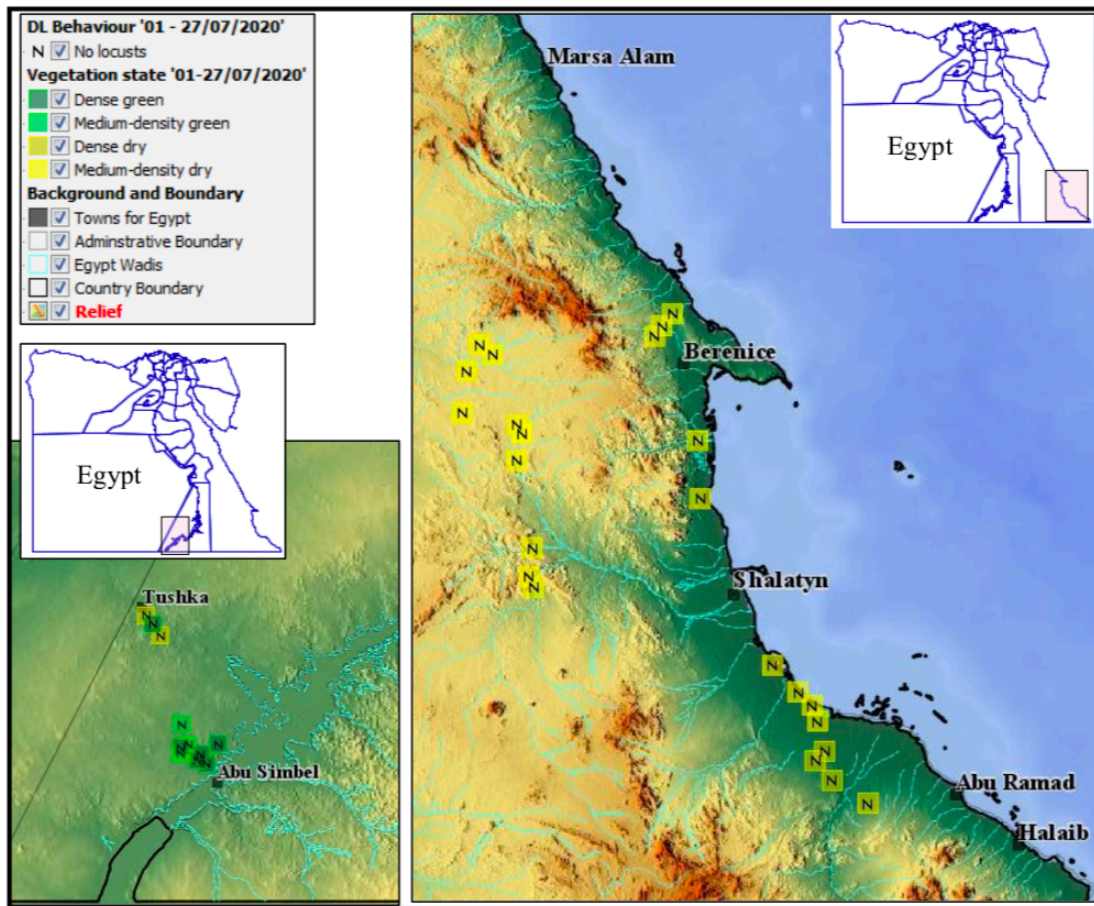 DL Behaviour '01 - 27/07/2020'
N No locusts
Vegetation state '01-27/07/2020'
Dense green
Medium-density green
Dense dry
Medium-density dry
Background and Boundary
Towns for Egypt
Adminstrative Boundary
Egypt Wadis
Country Boundary
Relief
Egypt
Tushka
N
N
N
N
N
N
N
N
N
N
N
Abu Simbel
Marsa Alam
Egypt
N
N
N
Berenice
N
N
N
N
N
N
N
N
N
N
N
N
Shalatyn
N
N
N
N
N
N
N
N
Abu Ramad
Halaib